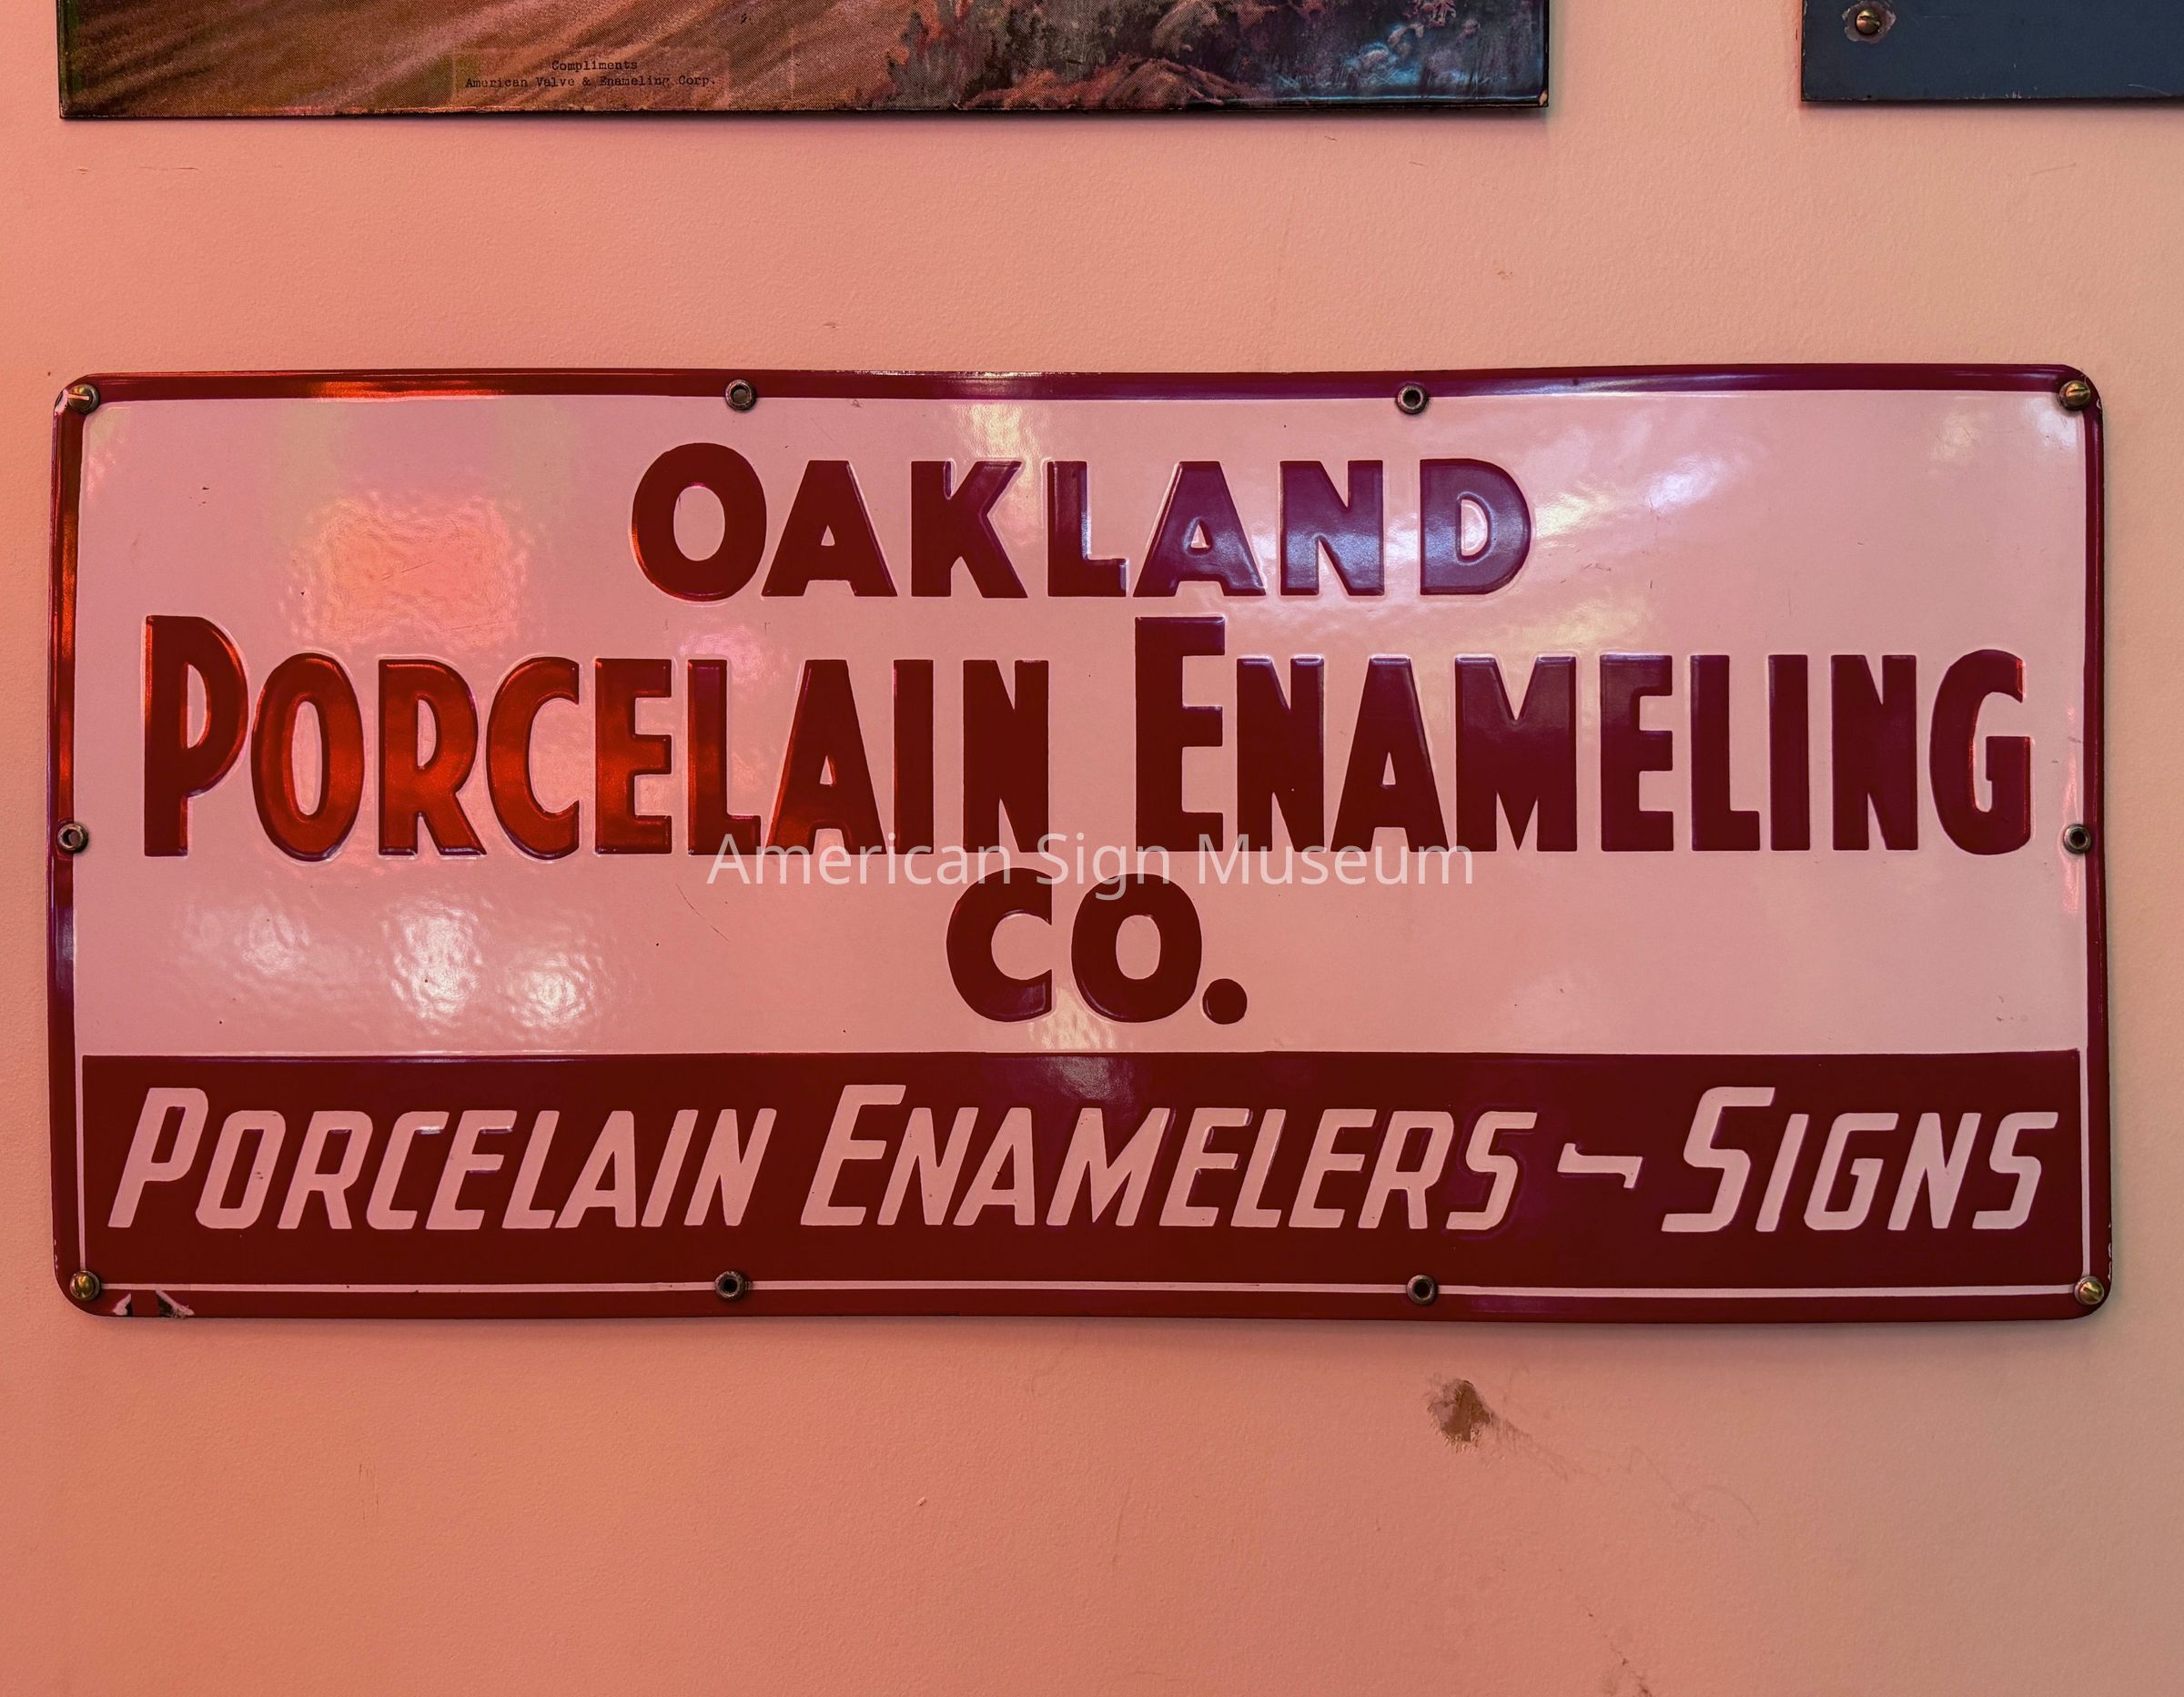 Compliments
American Valve & Enameling Corp.
OAKLAND
PORCELAIN ENAMELING
CO.
American Sign Museum
PORCELAIN ENAMELERS - SIGNS